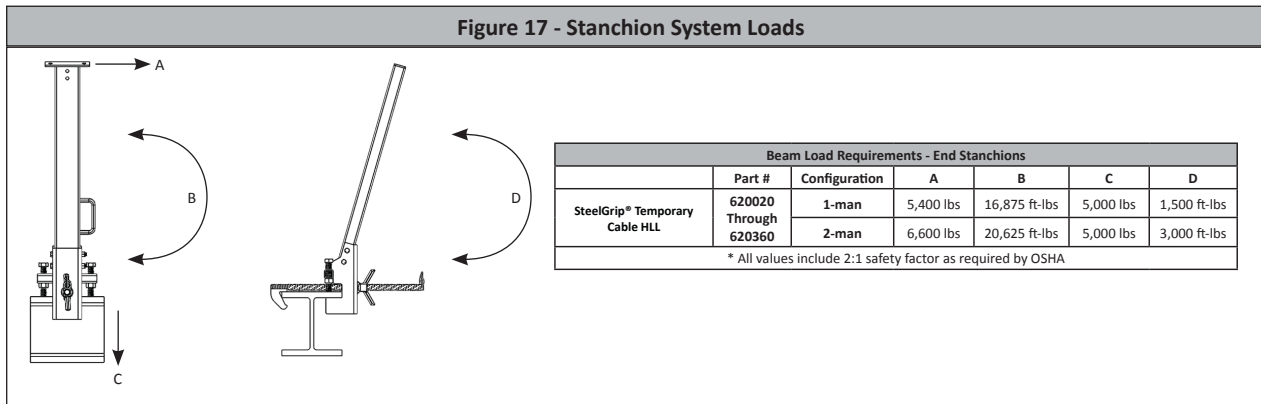 Figure 17 - Stanchion System Loads
A
B
C
D
Beam Load Requirements - End Stanchions
Part # Configuration A B C D
SteelGrip® Temporary Cable HLL 620020 Through 620360 1-man 5,400 lbs 16,875 ft-lbs 5,000 lbs 1,500 ft-lbs
2-man 6,600 lbs 20,625 ft-lbs 5,000 lbs 3,000 ft-lbs
* All values include 2:1 safety factor as required by OSHA